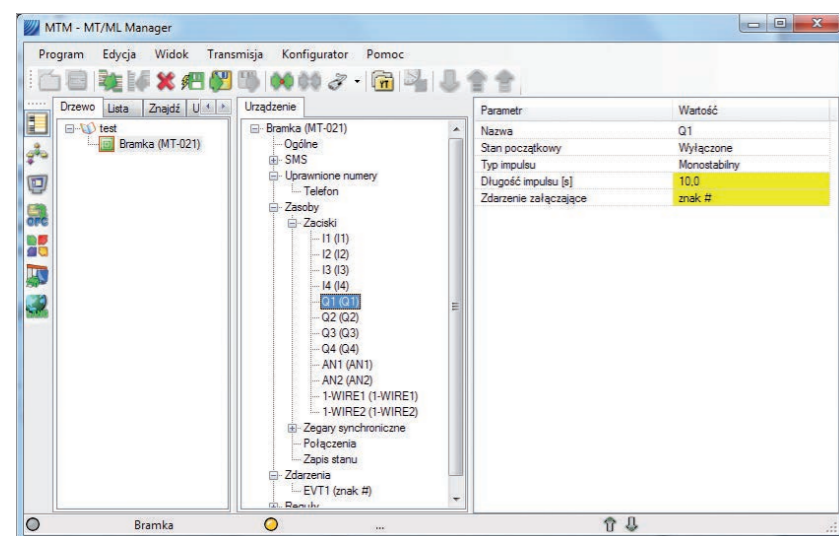 MTM - MT/ML Manager
Program Edycja Widok Transmisja Konfigurator Pomoc
Drzewo Lista Znajdź U
test
Bramka (MT-021)
Urządzenie
Bramka (MT-021)
Ogólne
SMS
Uprawnione numery
Telefon
Zasoby
Zaciski
I1 (I1)
I2 (I2)
I3 (I3)
I4 (I4)
Q1 (Q1)
Q2 (Q2)
Q3 (Q3)
Q4 (Q4)
AN1 (AN1)
AN2 (AN2)
1-WIRE1 (1-WIRE1)
1-WIRE2 (1-WIRE2)
Zegary synchroniczne
Połączenia
Zapis stanu
Zdarzenia
EVT1 (znak #)
Reguły
Parametr Wartość
Nazwa Q1
Stan początkowy Wyłączone
Typ impulsu Monostabilny
Długość impulsu [s] 10,0
Zdarzenie załączające znak #
Bramka ...